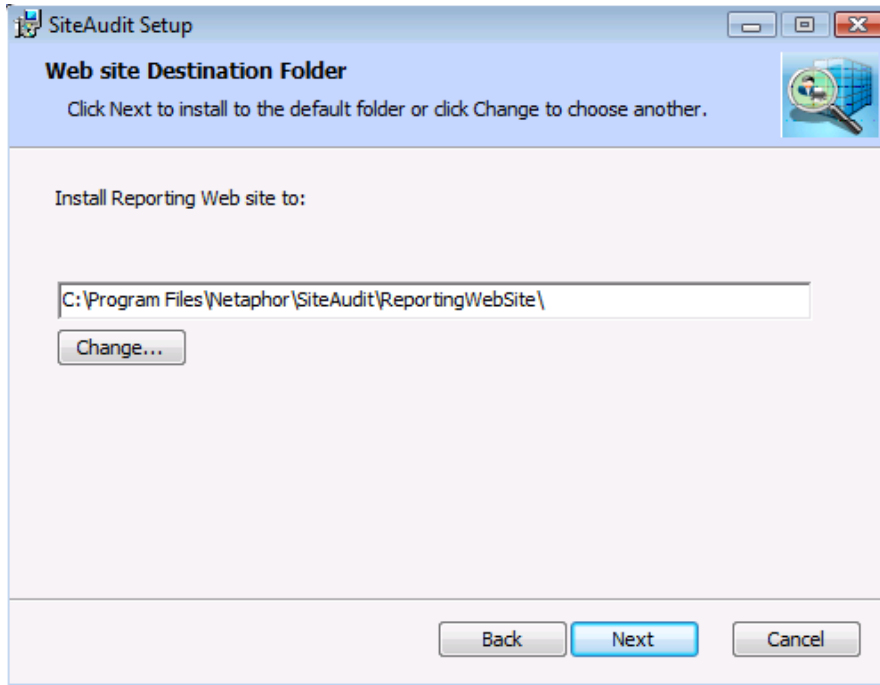 SiteAudit Setup
Web site Destination Folder
Click Next to install to the default folder or click Change to choose another.
Install Reporting Web site to:
C:\Program Files\Netaphor\SiteAudit\ReportingWebSite\
Change...
Back Next Cancel